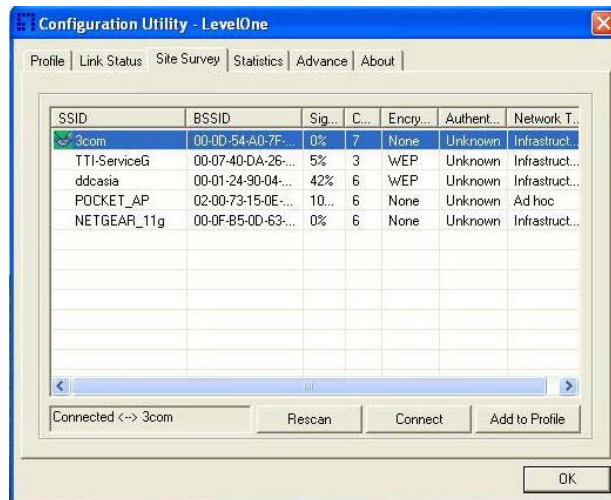 Configuration Utility - LevelOne
Profile Link Status Site Survey Statistics Advance About
SSID BSSID Sig... C... Encry... Authent... Network T...
3com 00-0D-54-A0-7F-... 0% 7 None Unknown Infrastruct...
TTI-ServiceG 00-07-40-DA-26-... 5% 3 WEP Unknown Infrastruct...
ddcasia 00-01-24-90-04-... 42% 6 WEP Unknown Infrastruct...
POCKET_AP 02-00-73-15-0E-... 10... 6 None Unknown Ad hoc
NETGEAR_11g 00-0F-B5-0D-63-... 0% 6 None Unknown Infrastruct...
Connected <--> 3com Rescan Connect Add to Profile
OK